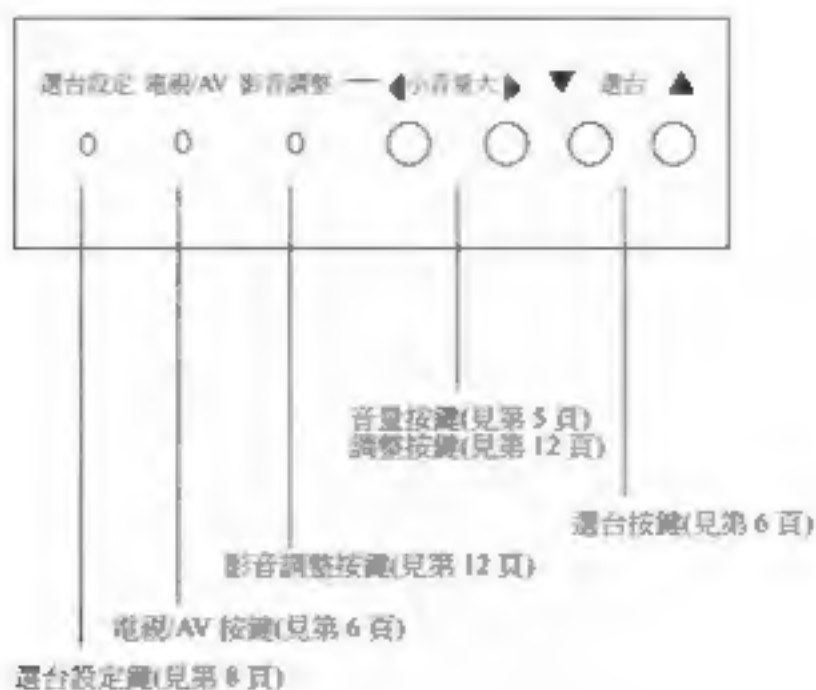 選台設定 電視/AV 影音調整 — ◀小音量大▶ ▼ 選台 ▲
音量按鍵(見第 5 頁)
調整按鍵(見第 12 頁)
選台按鍵(見第 6 頁)
影音調整按鍵(見第 12 頁)
電視/AV 按鍵(見第 6 頁)
選台設定鍵(見第 8 頁)